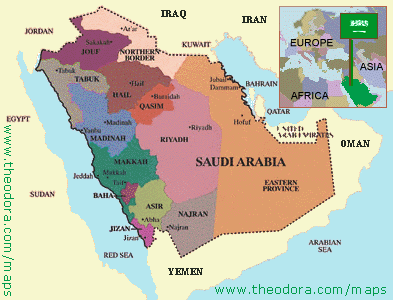 IRAQ
IRAN
JORDAN
Ar'ar
Sakakah
JOUF
NORTHERN
BORDER
KUWAIT
EUROPE
ASIA
AFRICA
Tabuk
TABUK
Hail
HAIL
Buraidah
QASIM
Jubail
Dammam
BAHRAIN
Hofuf
QATAR
UNITED
ARAB EMIRATES
EGYPT
Yanbu
Madinah
MADINAH
RIYADH
Riyadh
OMAN
MAKKAH
SAUDI ARABIA
Jeddah
Makkah
Taif
EASTERN
PROVINCE
SUDAN
BAHA
ASIR
Abha
NAJRAN
Najran
JIZAN
Jizan
ARABIAN
SEA
RED SEA
YEMEN
www.theodora.com/maps
www.theodora.com/maps